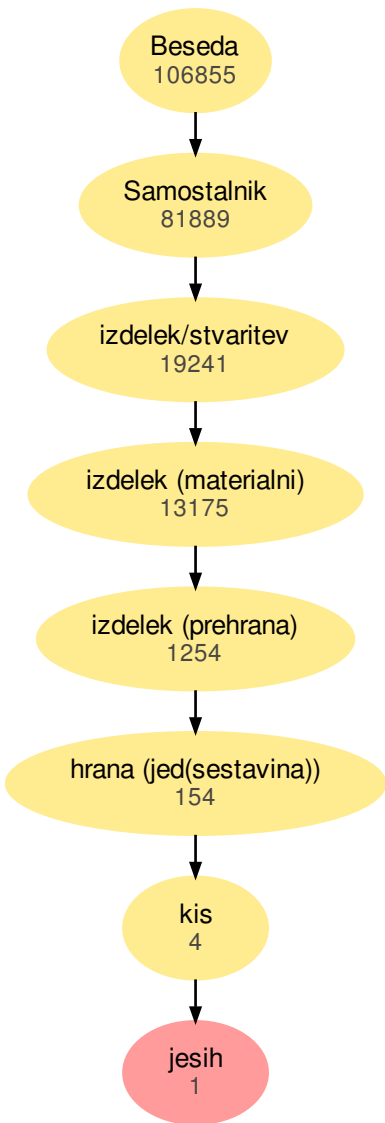 Beseda
106855
Samostalnik
81889
izdelek/stvaritev
19241
izdelek (materialni)
13175
izdelek (prehrana)
1254
hrana (jed(sestavina))
154
kis
4
jesih
1